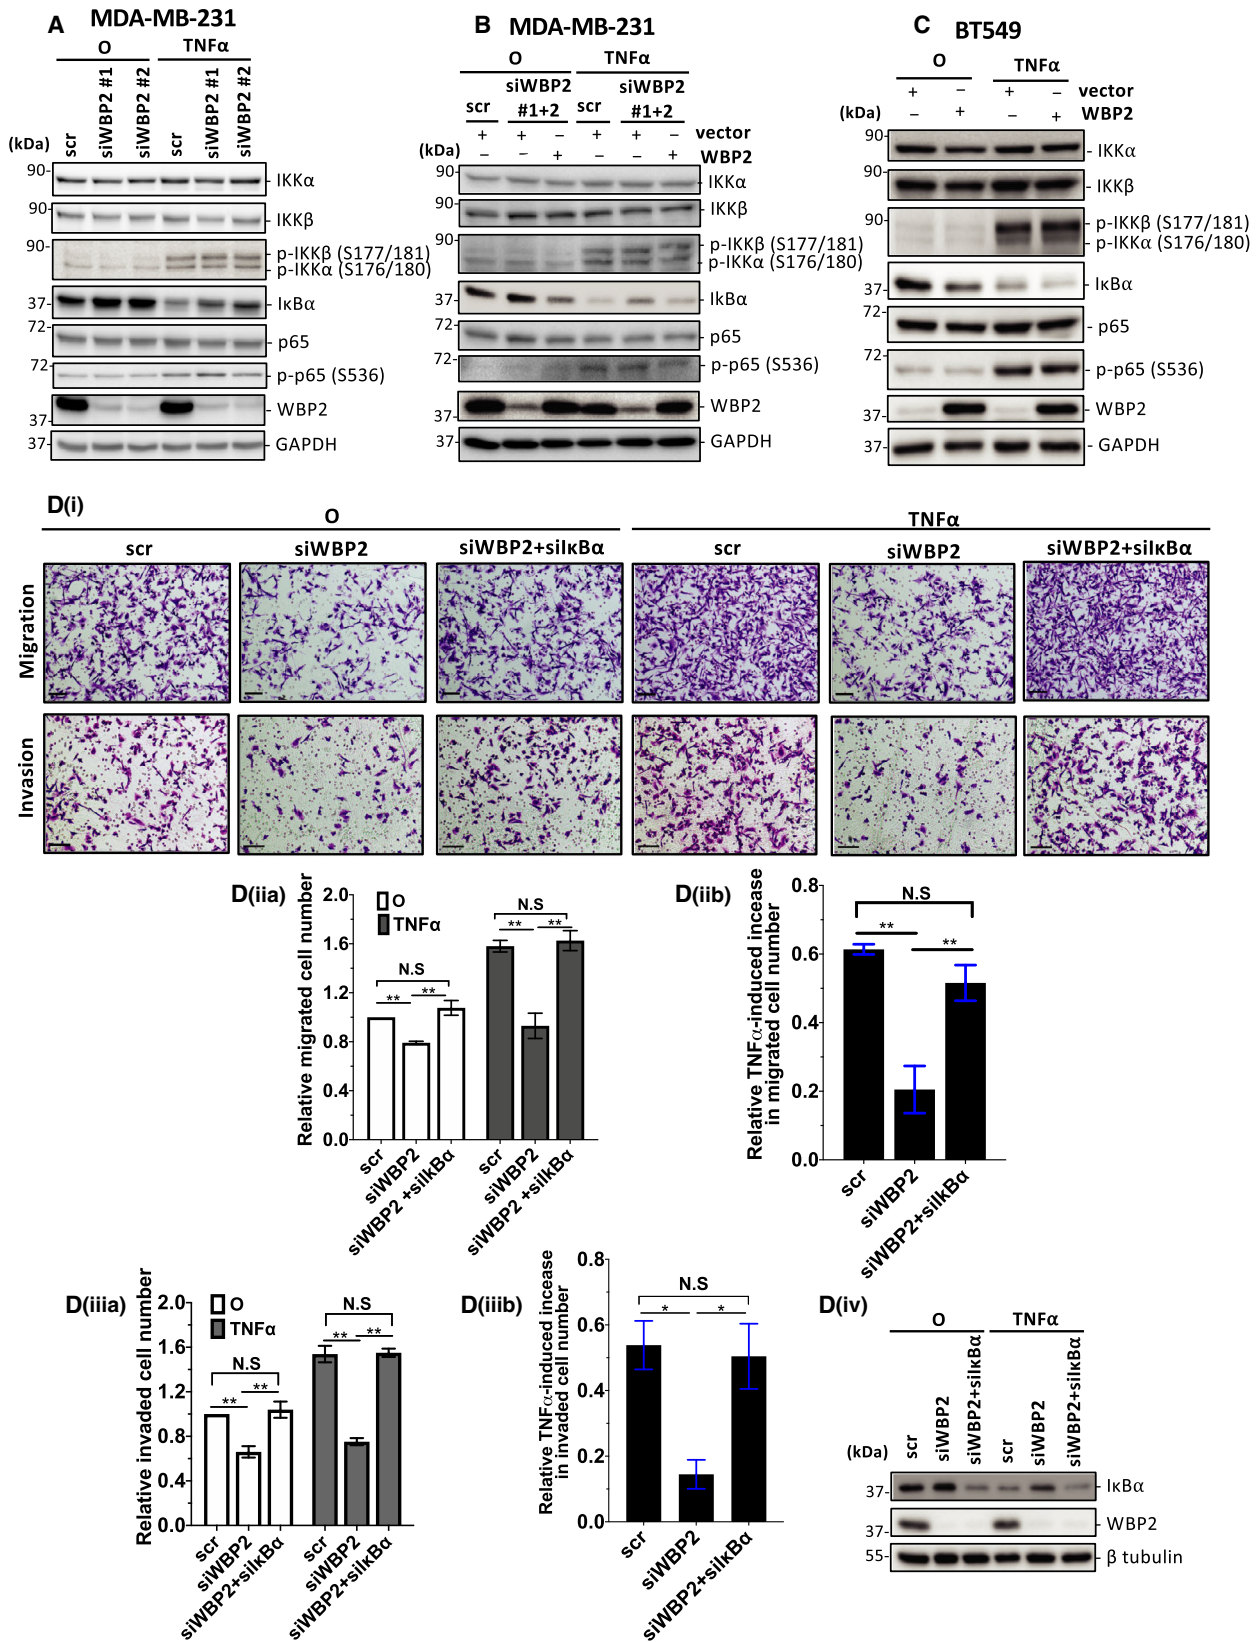 A
MDA-MB-231
O
TNFα
scr
siWBP2 #1
siWBP2 #2
scr
siWBP2 #1
siWBP2 #2
(kDa)
90-
- IKKα
90-
- IKKβ
90-
- p-IKKβ (S177/181)
- p-IKKα (S176/180)
37-
- IκBα
72-
- p65
72-
- p-p65 (S536)
37-
- WBP2
37-
- GAPDH
B
MDA-MB-231
O
TNFα
scr
siWBP2
#1+2
scr
siWBP2
#1+2
+ + − + + − vector
− − + − − + WBP2
(kDa)
90-
- IKKα
90-
- IKKβ
90-
- p-IKKβ (S177/181)
- p-IKKα (S176/180)
37-
- IkBα
72-
- p65
72-
- p-p65 (S536)
37-
- WBP2
37-
- GAPDH
C
BT549
O
TNFα
+ − + − vector
− + − + WBP2
(kDa)
90-
- IKKα
90-
- IKKβ
90-
- p-IKKβ (S177/181)
- p-IKKα (S176/180)
37-
- IκBα
72-
- p65
72-
- p-p65 (S536)
37-
- WBP2
37-
- GAPDH
D(i)
O
TNFα
scr
siWBP2
siWBP2+siIκBα
scr
siWBP2
siWBP2+siIκBα
Migration
Invasion
D(iia)
Relative migrated cell number
2.0
1.6
1.2
0.8
0.4
0.0
O
TNFα
N.S
** **
N.S
** **
scr
siWBP2
siWBP2 +siIkBα
scr
siWBP2
siWBP2 +siIkBα
D(iib)
Relative TNFα-induced incease
in migrated cell number
0.8
0.6
0.4
0.2
0.0
N.S
**
**
scr
siWBP2
siWBP2+siIkBα
D(iiia)
Relative invaded cell number
2.0
1.6
1.2
0.8
0.4
0.0
O
TNFα
N.S
** **
N.S
** **
scr
siWBP2
siWBP2+siIkBα
scr
siWBP2
siWBP2+siIkBα
D(iiib)
Relative TNFα-induced incease
in invaded cell number
0.8
0.6
0.4
0.2
0.0
N.S
* *
scr
siWBP2
siWBP2+siIkBα
D(iv)
O
TNFα
scr
siWBP2
siWBP2+siIκBα
scr
siWBP2
siWBP2+siIκBα
(kDa)
37-
- IκBα
37-
- WBP2
55-
- β tubulin